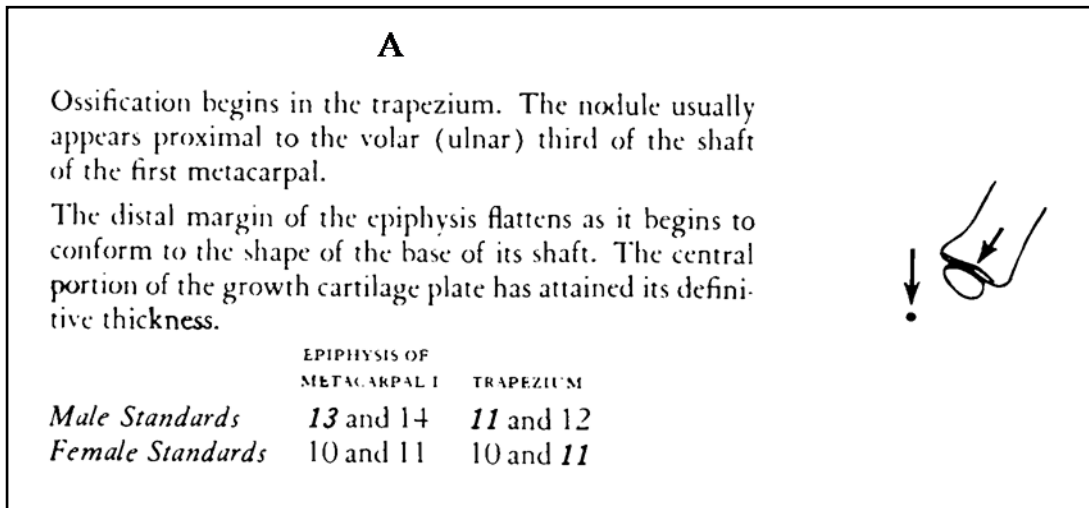 A
Ossification begins in the trapezium. The nodule usually
appears proximal to the volar (ulnar) third of the shaft
of the first metacarpal.
The distal margin of the epiphysis flattens as it begins to
conform to the shape of the base of its shaft. The central
portion of the growth cartilage plate has attained its defini-
tive thickness.
EPIPHYSIS OF
METACARPAL I TRAPEZIUM
Male Standards 13 and 14 11 and 12
Female Standards 10 and 11 10 and 11